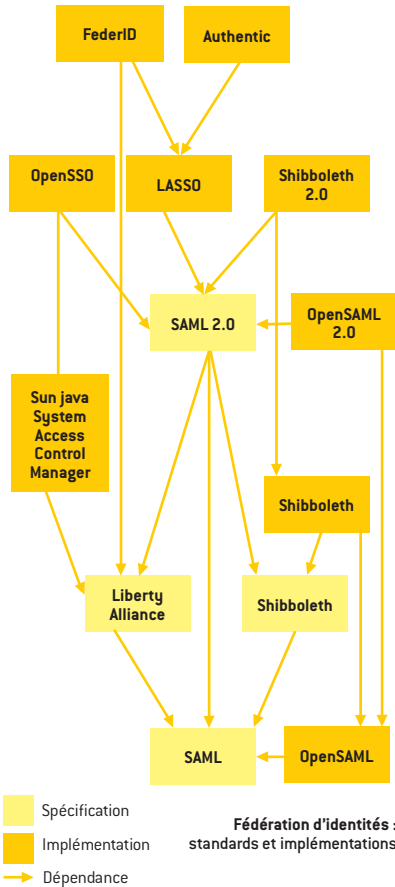 FederID
Authentic
OpenSSO
LASSO
Shibboleth
2.0
SAML 2.0
OpenSAML
2.0
Sun java
System
Access
Control
Manager
Shibboleth
Liberty
Alliance
Shibboleth
SAML
OpenSAML
Spécification
Implémentation
Dépendance
Fédération d'identités :
standards et implémentations